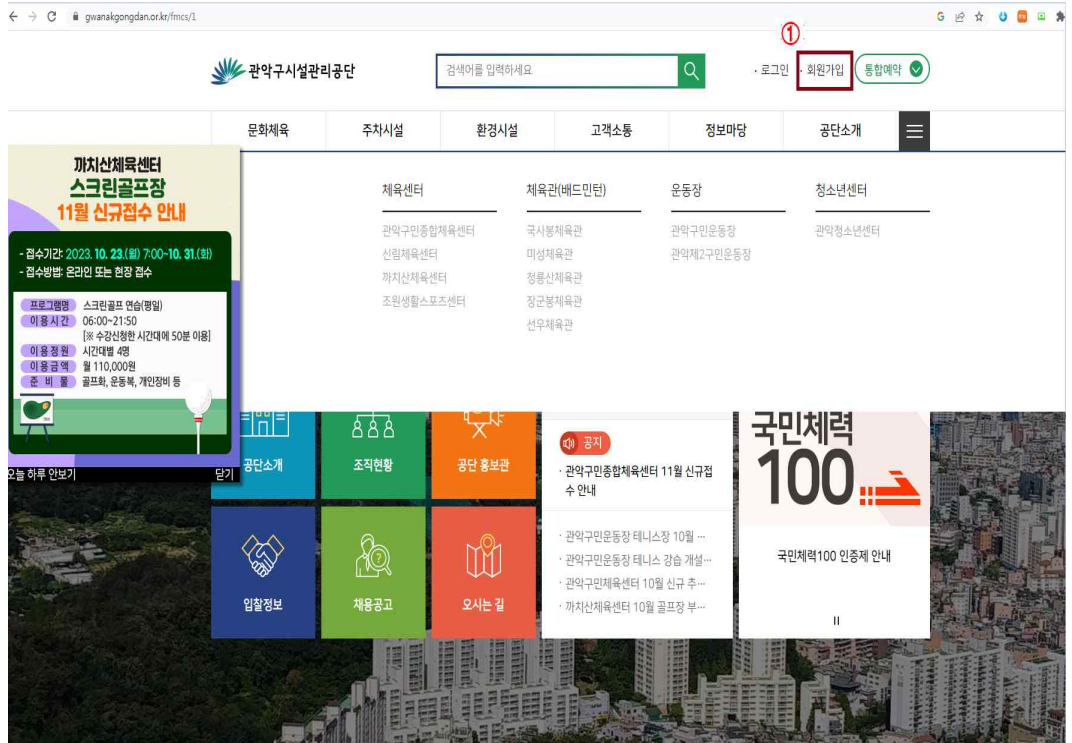 gwanakgongdan.or.kr/fmcs/1
①
관악구시설관리공단
검색어를 입력하세요.
· 로그인
· 회원가입
통합예약
문화체육
주차시설
환경시설
고객소통
정보마당
공단소개
까치산체육센터
스크린골프장
11월 신규접수 안내
- 접수기간: 2023. 10. 23.(월) 7:00~10. 31.(화)
- 접수방법: 온라인 또는 현장 접수
프로그램명 스크린골프 연습(평일)
이 용 시 간 06:00~21:50
[※ 수강신청한 시간대에 50분 이용]
이 용 정 원 시간대별 4명
이 용 금 액 월 110,000원
준 비 물 골프화, 운동복, 개인장비 등
오늘 하루 안보기
닫기
체육센터
관악구민종합체육센터
신림체육센터
까치산체육센터
조원생활스포츠센터
체육관(배드민턴)
국사봉체육관
미성체육관
청룡산체육관
장군봉체육관
선우체육관
운동장
관악구민운동장
관악제2구민운동장
청소년센터
관악청소년센터
공단소개
조직현황
공단 홍보관
입찰정보
채용공고
오시는 길
공지
· 관악구민종합체육센터 11월 신규접
수 안내
· 관악구민운동장 테니스장 10월 ···
· 관악구민운동장 테니스 강습 개설···
· 관악구민체육센터 10월 신규 추···
· 까치산체육센터 10월 골프장 부···
국민체력
100
국민체력100 인증제 안내